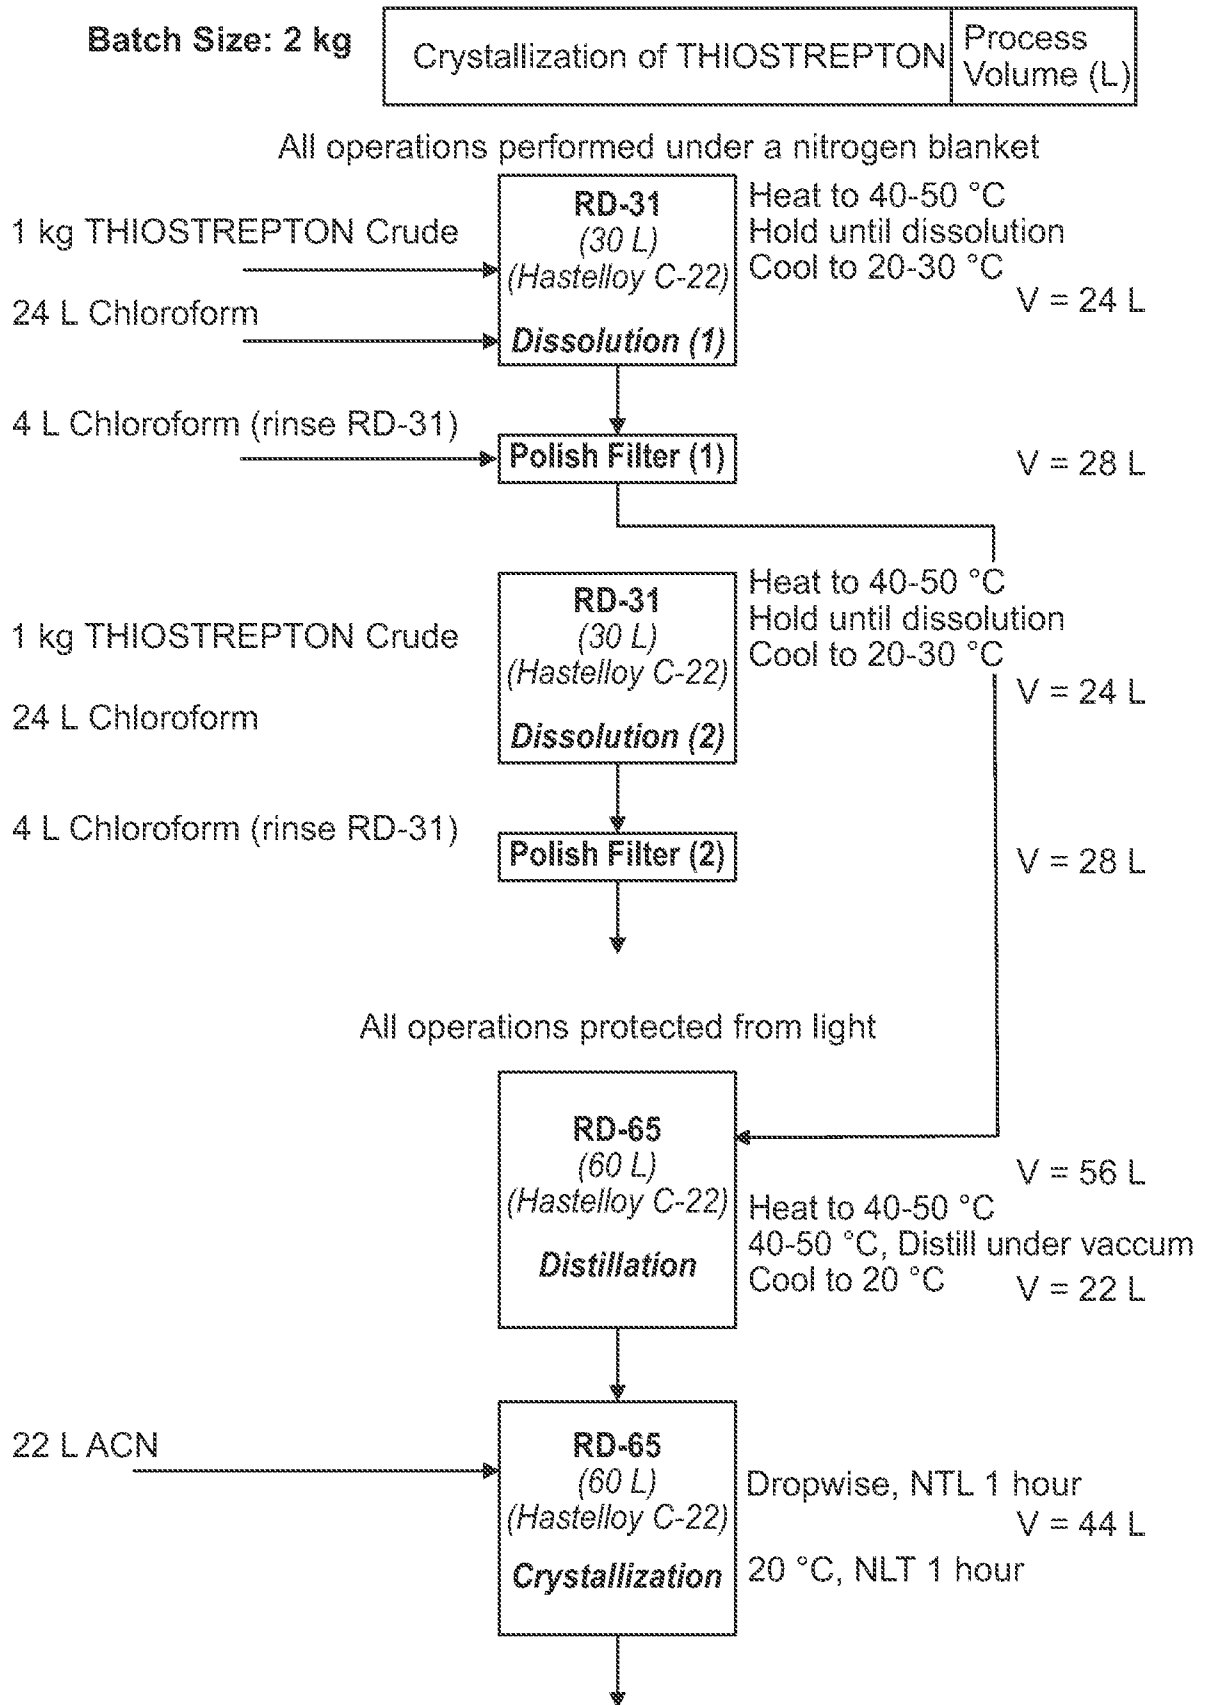 Batch Size: 2 kg
Crystallization of THIOSTREPTON
Process
Volume (L)
All operations performed under a nitrogen blanket
1 kg THIOSTREPTON Crude
24 L Chloroform
RD-31
(30 L)
(Hastelloy C-22)
Dissolution (1)
Heat to 40-50 °C
Hold until dissolution
Cool to 20-30 °C
V = 24 L
4 L Chloroform (rinse RD-31)
Polish Filter (1)
V = 28 L
1 kg THIOSTREPTON Crude
24 L Chloroform
RD-31
(30 L)
(Hastelloy C-22)
Dissolution (2)
Heat to 40-50 °C
Hold until dissolution
Cool to 20-30 °C
V = 24 L
4 L Chloroform (rinse RD-31)
Polish Filter (2)
V = 28 L
All operations protected from light
RD-65
(60 L)
(Hastelloy C-22)
Distillation
V = 56 L
Heat to 40-50 °C
40-50 °C, Distill under vaccum
Cool to 20 °C
V = 22 L
22 L ACN
RD-65
(60 L)
(Hastelloy C-22)
Crystallization
Dropwise, NTL 1 hour
V = 44 L
20 °C, NLT 1 hour